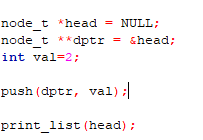 node_t *head = NULL;
node_t **dptr = &head;
int val=2;
push(dptr, val);
print_list(head);